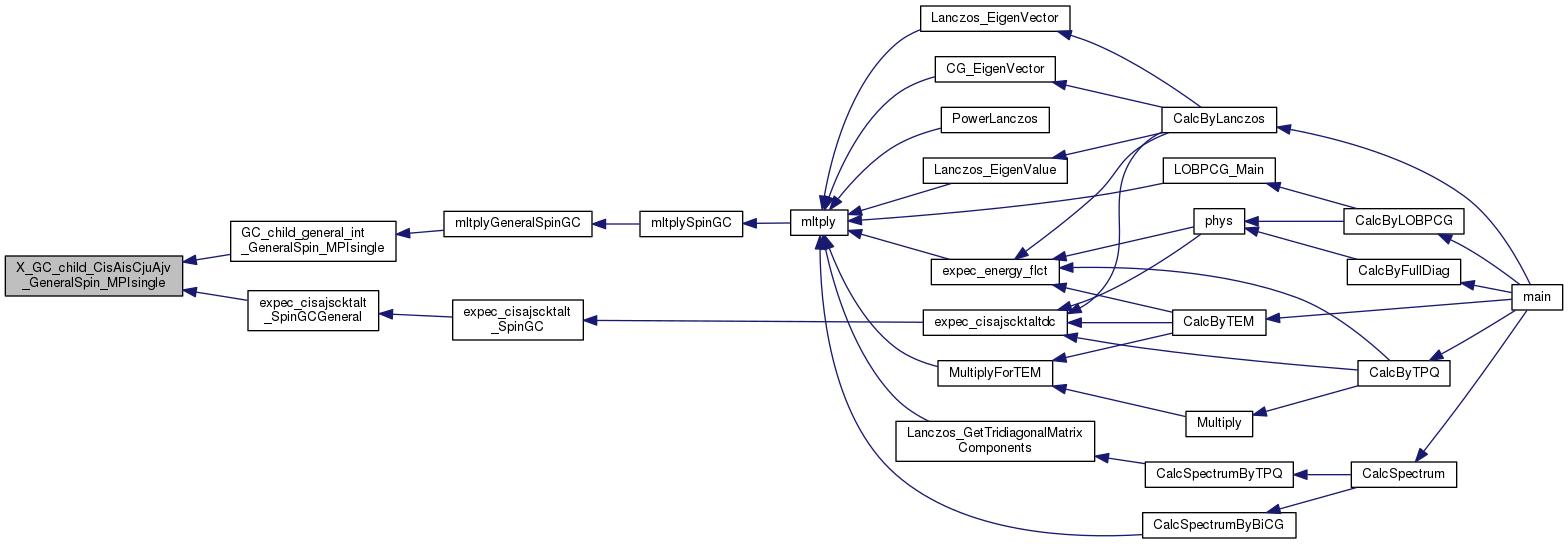 X_GC_child_CisAisCjuAjv
_GeneralSpin_MPIsingle
GC_child_general_int
_GeneralSpin_MPIsingle
expec_cisajscktalt
_SpinGCGeneral
mltplyGeneralSpinGC
expec_cisajscktalt
_SpinGC
mltplySpinGC
mltply
Lanczos_EigenVector
CG_EigenVector
PowerLanczos
Lanczos_EigenValue
expec_energy_flct
expec_cisajscktaltdc
MultiplyForTEM
Lanczos_GetTridiagonalMatrix
Components
CalcByLanczos
LOBPCG_Main
phys
CalcByTEM
Multiply
CalcSpectrumByTPQ
CalcSpectrumByBiCG
CalcByLOBPCG
CalcByFullDiag
CalcByTPQ
CalcSpectrum
main